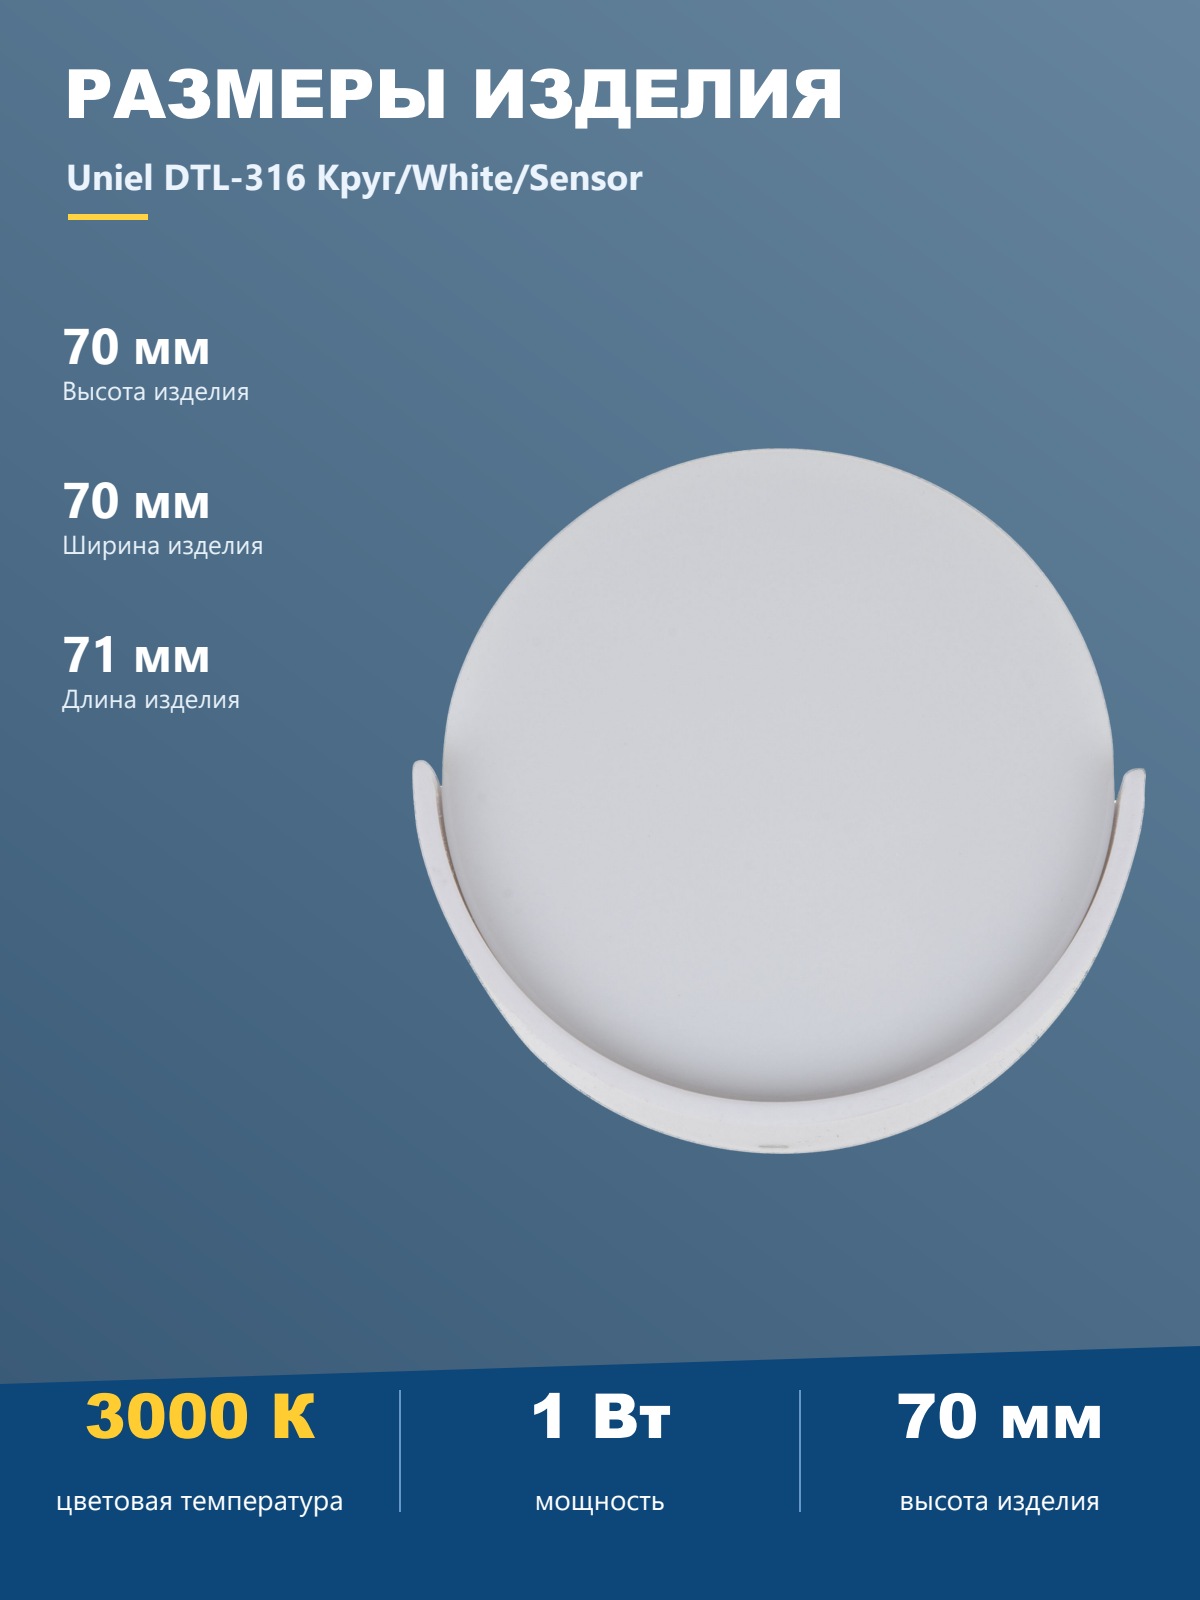 РАЗМЕРЫ ИЗДЕЛИЯ
Uniel DTL-316 Круг/White/Sensor
70 мм
Высота изделия
70 мм
Ширина изделия
71 мм
Длина изделия
3000 К
цветовая температура
1 Вт
мощность
70 мм
высота изделия